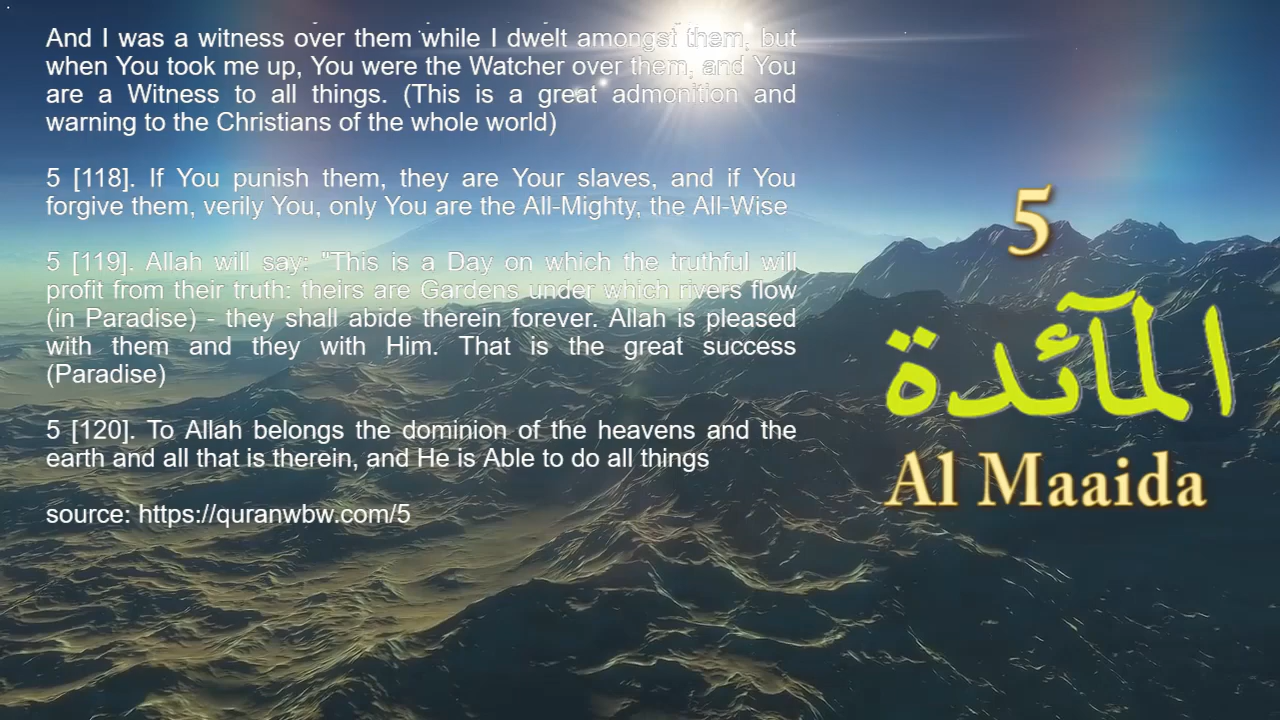 And I was a witness over them while I dwelt amongst them, but
when You took me up, You were the Watcher over them, and You
are a Witness to all things. (This is a great admonition and
warning to the Christians of the whole world)
5 [118]. If You punish them, they are Your slaves, and if You
forgive them, verily You, only You are the All-Mighty, the All-Wise
5 [119]. Allah will say: "This is a Day on which the truthful will
profit from their truth: theirs are Gardens under which rivers flow
(in Paradise) - they shall abide therein forever. Allah is pleased
with them and they with Him. That is the great success
(Paradise)
5 [120]. To Allah belongs the dominion of the heavens and the
earth and all that is therein, and He is Able to do all things
source: https://quranwbw.com/5
5
المآئدة
Al Maaida